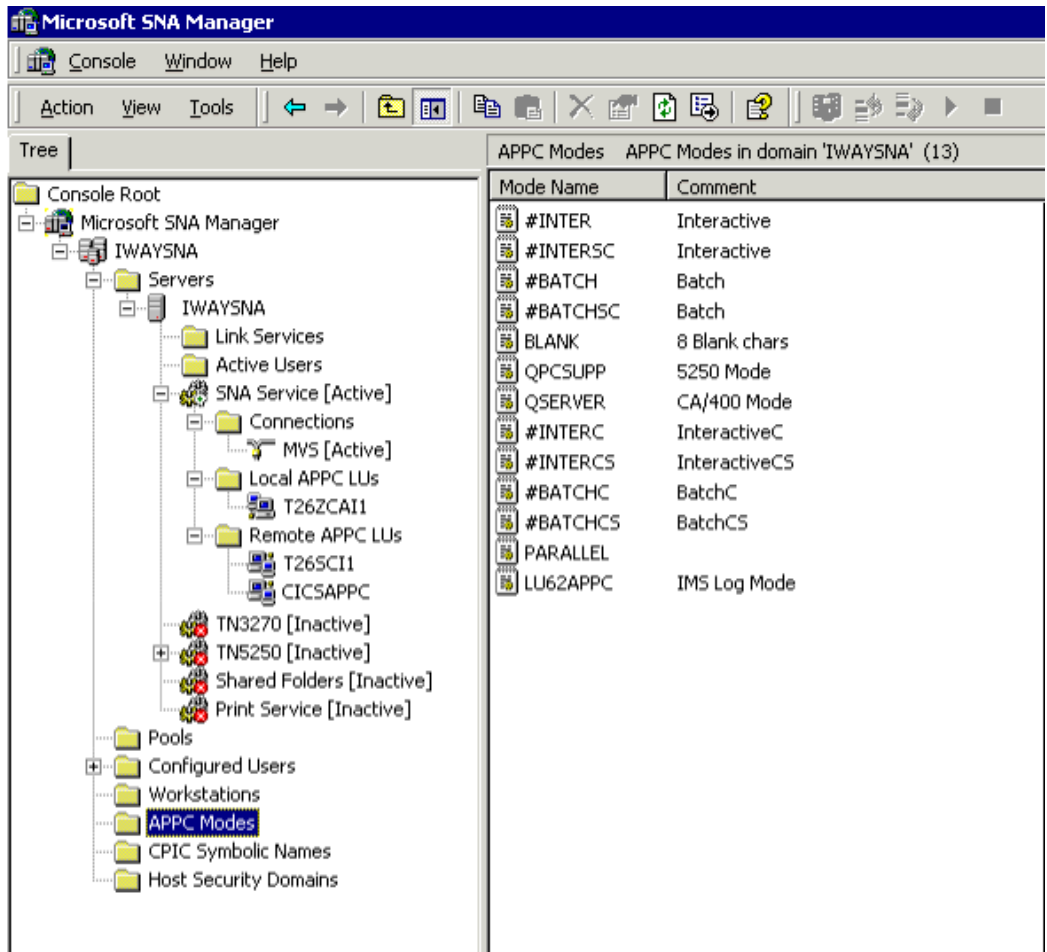 Microsoft SNA Manager
Console Window Help
Action View Tools
Tree
APPC Modes APPC Modes in domain 'IWAYSNA' (13)
Console Root
Microsoft SNA Manager
IWAYSNA
Servers
IWAYSNA
Link Services
Active Users
SNA Service [Active]
Connections
MVS [Active]
Local APPC LUs
T26ZCAI1
Remote APPC LUs
T26SCI1
CICSAPPC
TN3270 [Inactive]
TN5250 [Inactive]
Shared Folders [Inactive]
Print Service [Inactive]
Pools
Configured Users
Workstations
APPC Modes
CPIC Symbolic Names
Host Security Domains
Mode Name Comment
#INTER Interactive
#INTERSC Interactive
#BATCH Batch
#BATCHSC Batch
BLANK 8 Blank chars
QPCSUPP 5250 Mode
QSERVER CA/400 Mode
#INTERC InteractiveC
#INTERCS InteractiveCS
#BATCHC BatchC
#BATCHCS BatchCS
PARALLEL
LU62APPC IMS Log Mode